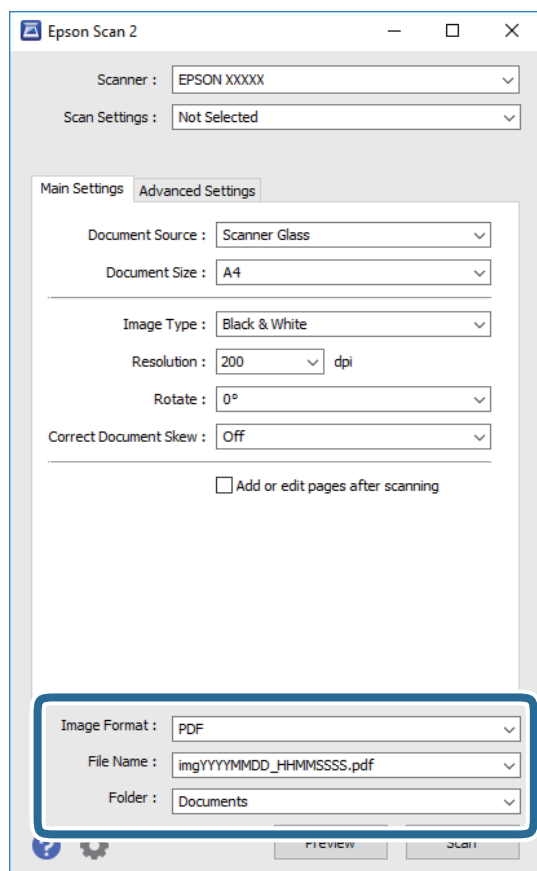 Epson Scan 2
Scanner : EPSON XXXXX
Scan Settings : Not Selected
Main Settings Advanced Settings
Document Source : Scanner Glass
Document Size : A4
Image Type : Black & White
Resolution : 200 dpi
Rotate : 0°
Correct Document Skew : Off
Add or edit pages after scanning
Image Format : PDF
File Name : imgYYYYMMDD_HHMMSSSS.pdf
Folder : Documents
? Preview Scan